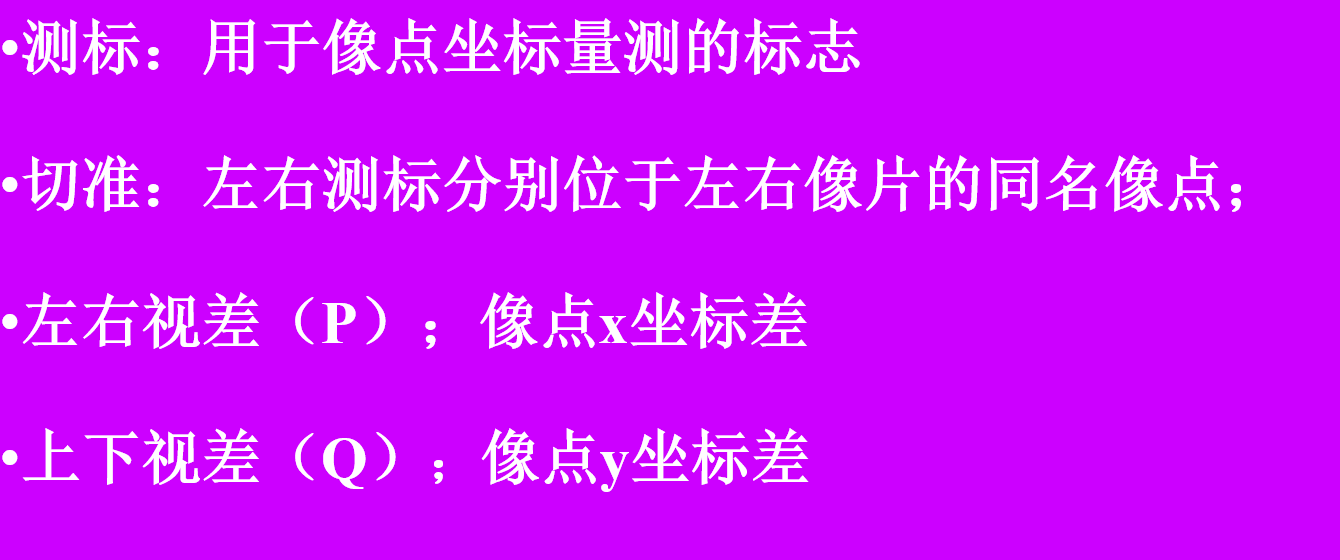 •测标：用于像点坐标量测的标志
•切准：左右测标分别位于左右像片的同名像点；
•左右视差（P）；像点x坐标差
•上下视差（Q）；像点y坐标差